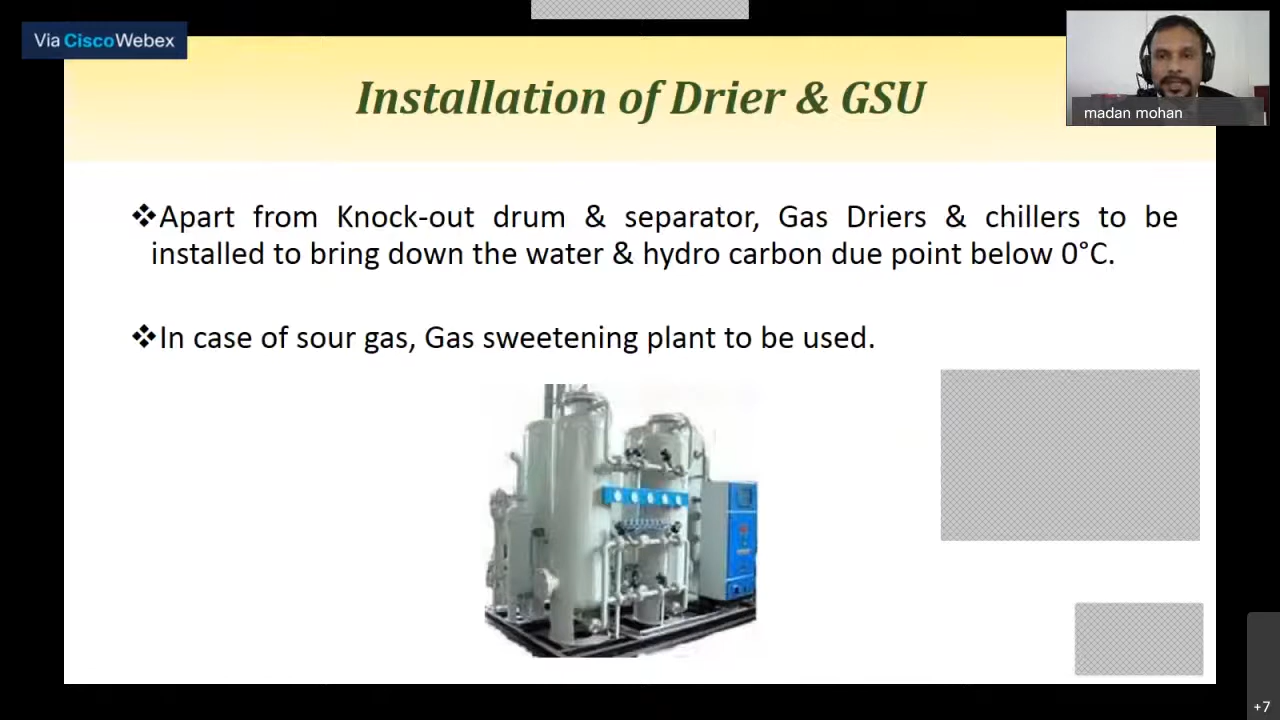 Via Cisco Webex
Installation of Drier & GSU
madan mohan
❖Apart from Knock-out drum & separator, Gas Driers & chillers to be
installed to bring down the water & hydro carbon due point below 0°C.
❖In case of sour gas, Gas sweetening plant to be used.
+7